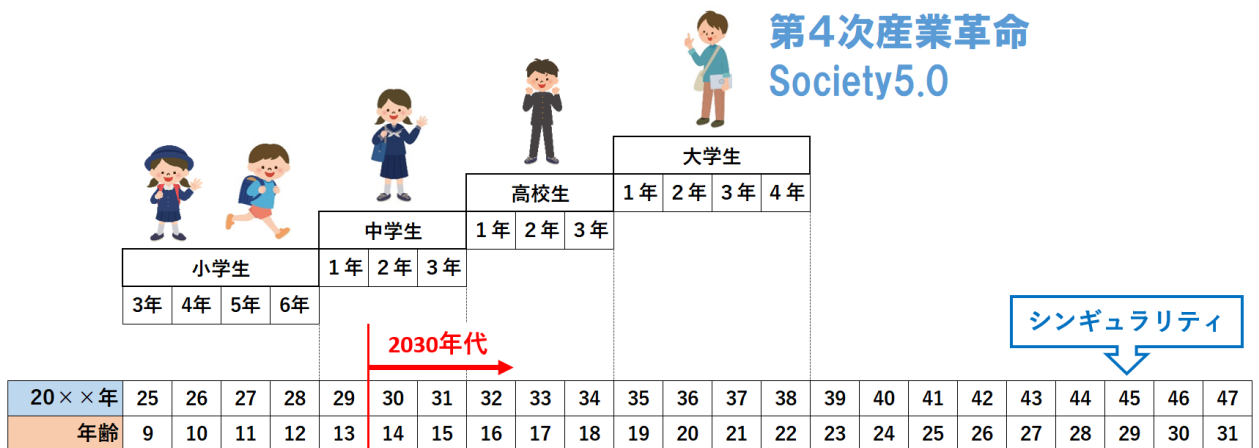 第4次産業革命
Society5.0
大学生
1年 2年 3年 4年
高校生
1年 2年 3年
中学生
1年 2年 3年
小学生
3年 4年 5年 6年
シンギュラリティ
2030年代
20××年 25 26 27 28 29 30 31 32 33 34 35 36 37 38 39 40 41 42 43 44 45 46 47
年齢 9 10 11 12 13 14 15 16 17 18 19 20 21 22 23 24 25 26 27 28 29 30 31